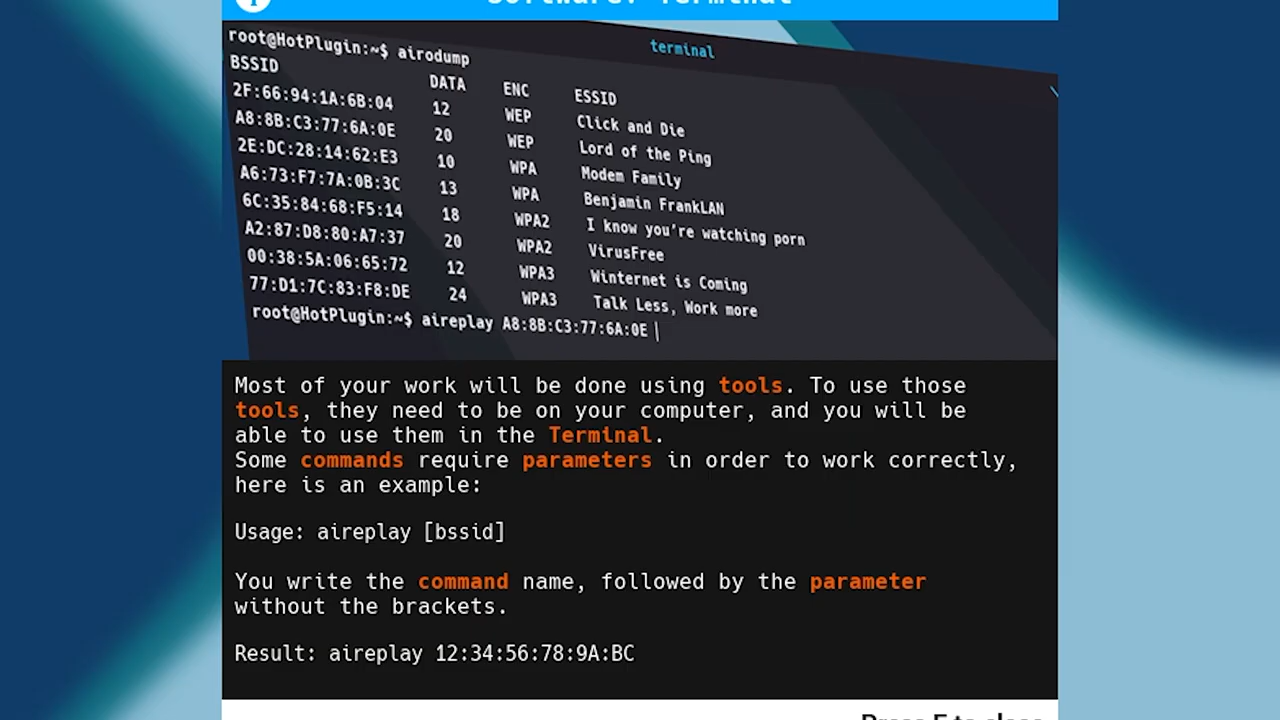 Software: Terminal
terminal
root@HotPlugin:~$ airodump
BSSID DATA ENC ESSID
2F:66:94:1A:6B:04 12 WEP Click and Die
A8:8B:C3:77:6A:0E 20 WEP Lord of the Ping
2E:DC:28:14:62:E3 10 WPA Modem Family
A6:73:F7:7A:0B:3C 13 WPA Benjamin FrankLAN
6C:35:84:68:F5:14 18 WPA2 I know you're watching porn
A2:87:D8:80:A7:37 20 WPA2 VirusFree
00:38:5A:06:65:72 12 WPA3 Winternet is Coming
77:D1:7C:83:F8:DE 24 WPA3 Talk Less, Work more
root@HotPlugin:~$ aireplay A8:8B:C3:77:6A:0E |
Most of your work will be done using tools. To use those
tools, they need to be on your computer, and you will be
able to use them in the Terminal.
Some commands require parameters in order to work correctly,
here is an example:
Usage: aireplay [bssid]
You write the command name, followed by the parameter
without the brackets.
Result: aireplay 12:34:56:78:9A:BC
Press E to close